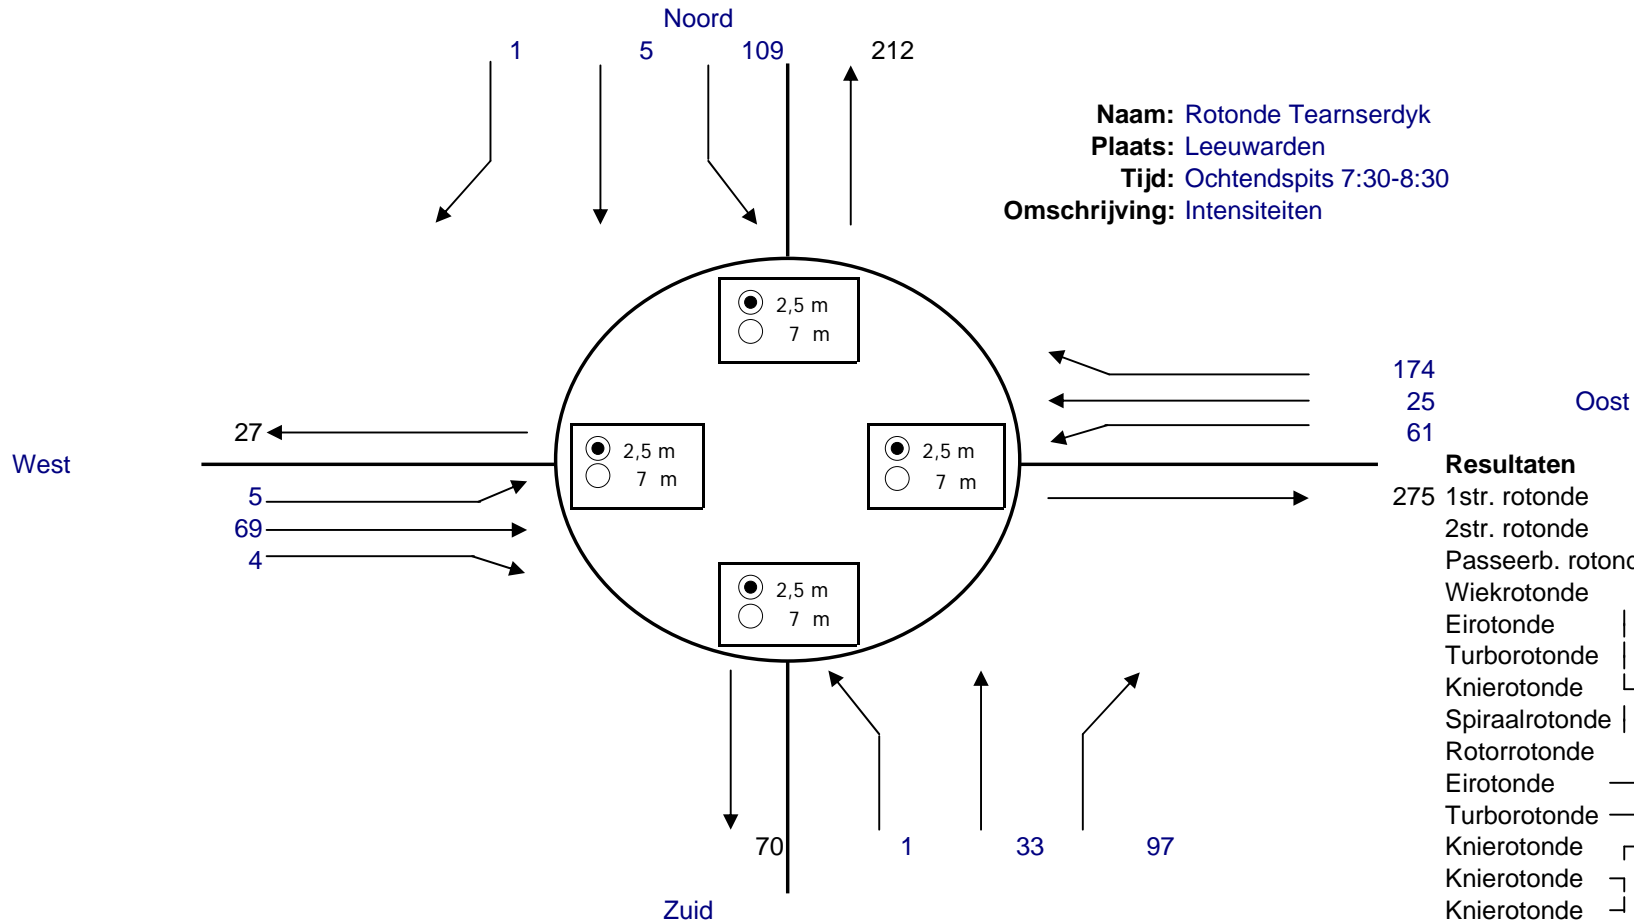 Noord
1 5 109 212
Naam: Rotonde Tearnserdyk
Plaats: Leeuwarden
Tijd: Ochtendspits 7:30-8:30
Omschrijving: Intensiteiten
2,5 m
7 m
174
25 Oost
61
27
West
2,5 m
7 m
2,5 m
7 m
5
69
4
Resultaten
275 1str. rotonde
2str. rotonde
Passeerb. rotond
Wiekrotonde
Eirotonde
Turborotonde
Knierotonde
Spiraalrotonde
Rotorrotonde
Eirotonde
Turborotonde
Knierotonde
Knierotonde
Knierotonde
2,5 m
7 m
70 1 33 97
Zuid